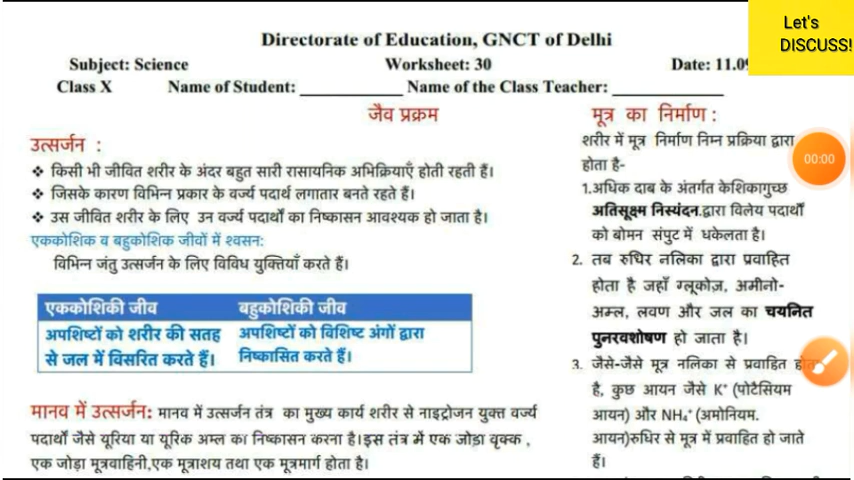 Let's
DISCUSS!
Directorate of Education, GNCT of Delhi
Subject: Science Worksheet: 30 Date: 11.09
Class X Name of Student: ____________ Name of the Class Teacher: ____________
जैव प्रक्रम
उत्सर्जन :
❖ किसी भी जीवित शरीर के अंदर बहुत सारी रासायनिक अभिक्रियाएँ होती रहती हैं।
❖ जिसके कारण विभिन्न प्रकार के वर्ज्य पदार्थ लगातार बनते रहते हैं।
❖ उस जीवित शरीर के लिए उन वर्ज्य पदार्थों का निष्कासन आवश्यक हो जाता है।
एककोशिक व बहुकोशिक जीवों में श्वसन:
विभिन्न जंतु उत्सर्जन के लिए विविध युक्तियाँ करते हैं।
एककोशिकी जीव बहुकोशिकी जीव
अपशिष्टों को शरीर की सतह अपशिष्टों को विशिष्ट अंगों द्वारा
से जल में विसरित करते हैं। निष्कासित करते हैं।
मानव में उत्सर्जन: मानव में उत्सर्जन तंत्र का मुख्य कार्य शरीर से नाइट्रोजन युक्त वर्ज्य
पदार्थों जैसे यूरिया या यूरिक अम्ल का निष्कासन करना है।इस तंत्र में एक जोड़ा वृक्क ,
एक जोड़ा मूत्रवाहिनी,एक मूत्राशय तथा एक मूत्रमार्ग होता है।
मूत्र का निर्माण :
शरीर में मूत्र निर्माण निम्न प्रक्रिया द्वारा
होता है-
1.अधिक दाब के अंतर्गत केशिकागुच्छ
अतिसूक्ष्म निस्यंदन.द्वारा विलेय पदार्थों
को बोमन संपुट में धकेलता है।
2. तब रुधिर नलिका द्वारा प्रवाहित
होता है जहाँ ग्लूकोज़, अमीनो-
अम्ल, लवण और जल का चयनित
पुनरवशोषण हो जाता है।
3. जैसे-जैसे मूत्र नलिका से प्रवाहित
है, कुछ आयन जैसे K⁺ (पोटैसियम
आयन) और NH₄⁺ (अमोनियम.
आयन)रुधिर से मूत्र में प्रवाहित हो जाते
हैं।
00:00